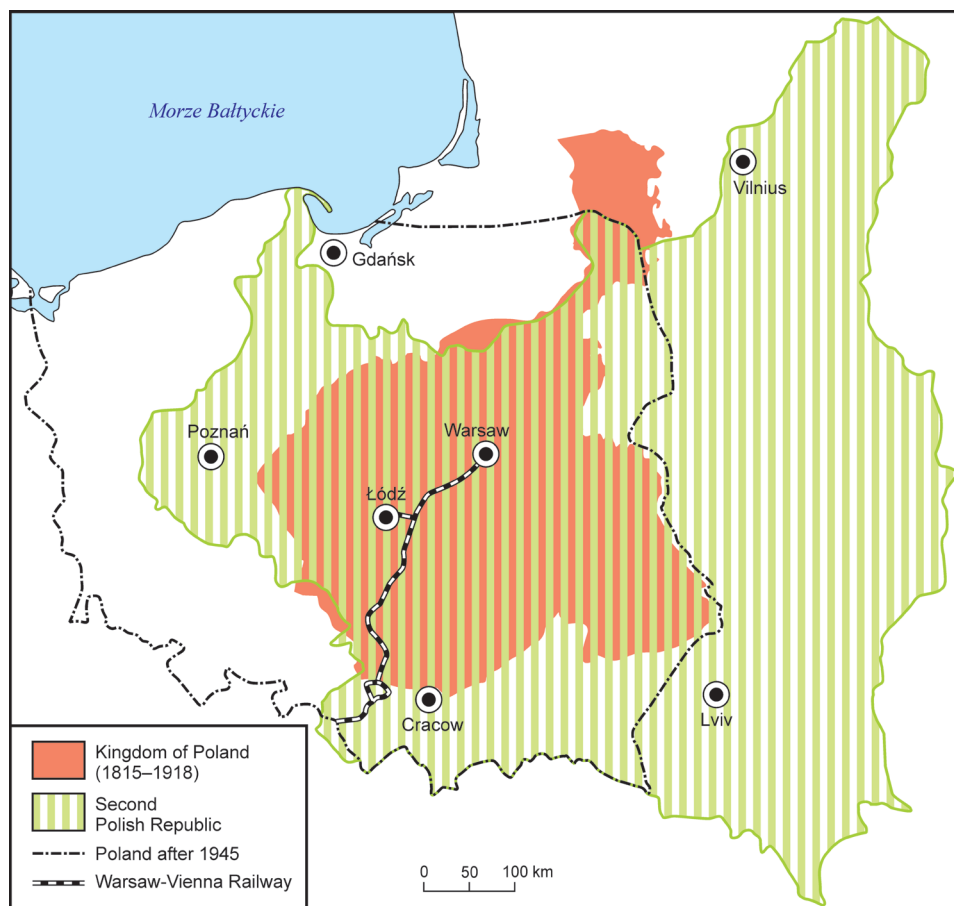 Morze Bałtyckie
Vilnius
Gdańsk
Poznań
Warsaw
Łódź
Cracow
Lviv
Kingdom of Poland
(1815–1918)
Second
Polish Republic
Poland after 1945
Warsaw-Vienna Railway
0 50 100 km